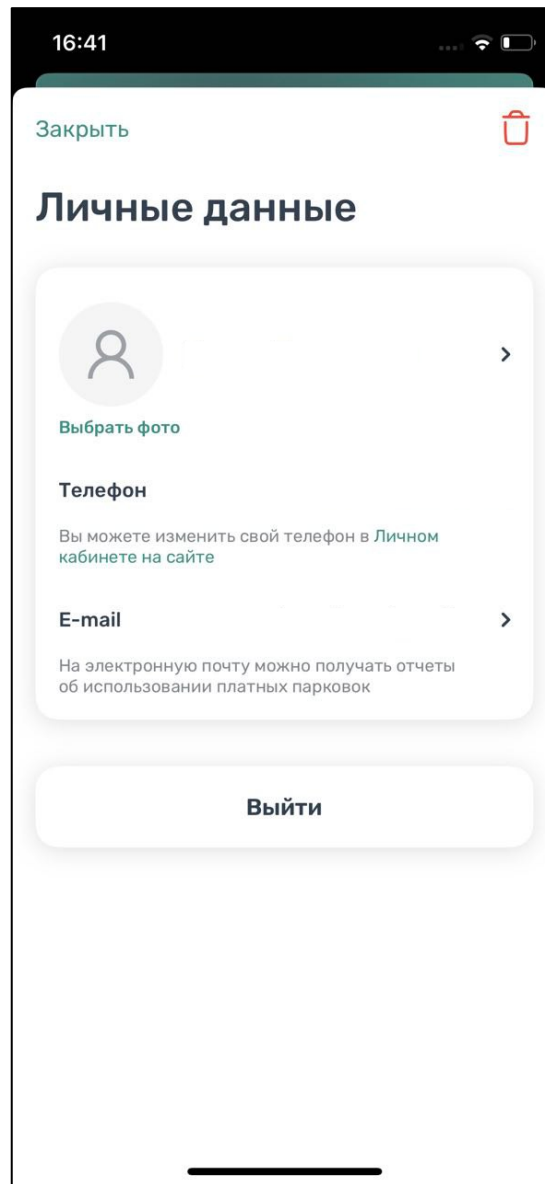 16:41
Закрыть
Личные данные
Выбрать фото
Телефон
Вы можете изменить свой телефон в Личном
кабинете на сайте
E-mail
На электронную почту можно получать отчеты
об использовании платных парковок
Выйти